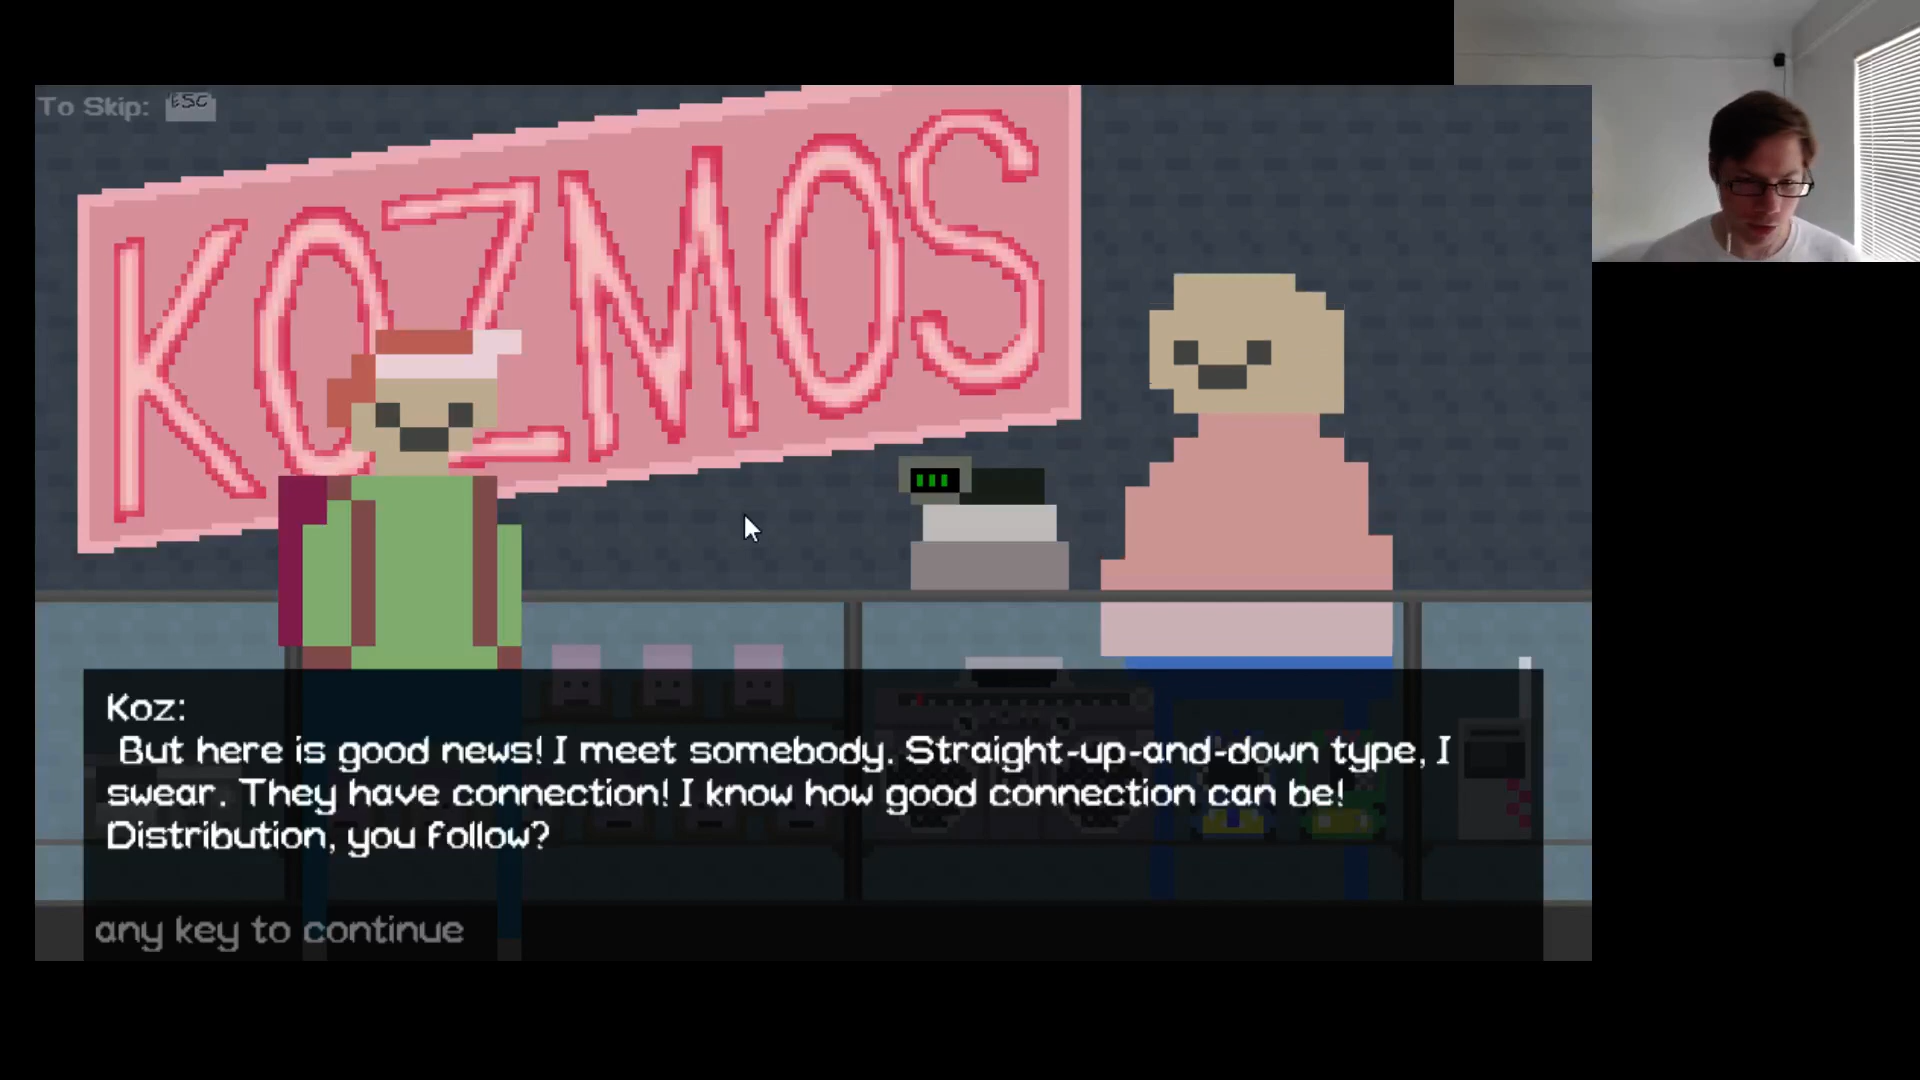 To Skip: ESC
KOZMOS
Koz:
But here is good news! I meet somebody. Straight-up-and-down type, I
swear. They have connection! I know how good connection can be!
Distribution, you follow?
any key to continue